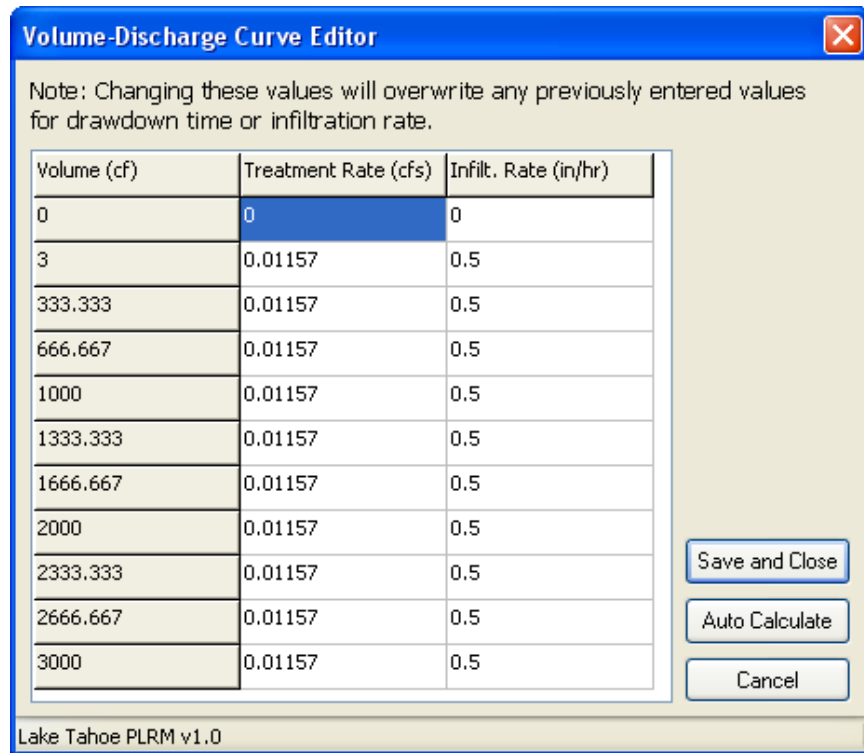 Volume-Discharge Curve Editor
Note: Changing these values will overwrite any previously entered values
for drawdown time or infiltration rate.
Volume (cf) Treatment Rate (cfs) Infilt. Rate (in/hr)
0 0 0
3 0.01157 0.5
333.333 0.01157 0.5
666.667 0.01157 0.5
1000 0.01157 0.5
1333.333 0.01157 0.5
1666.667 0.01157 0.5
2000 0.01157 0.5
2333.333 0.01157 0.5
2666.667 0.01157 0.5
3000 0.01157 0.5
Save and Close
Auto Calculate
Cancel
Lake Tahoe PLRM v1.0